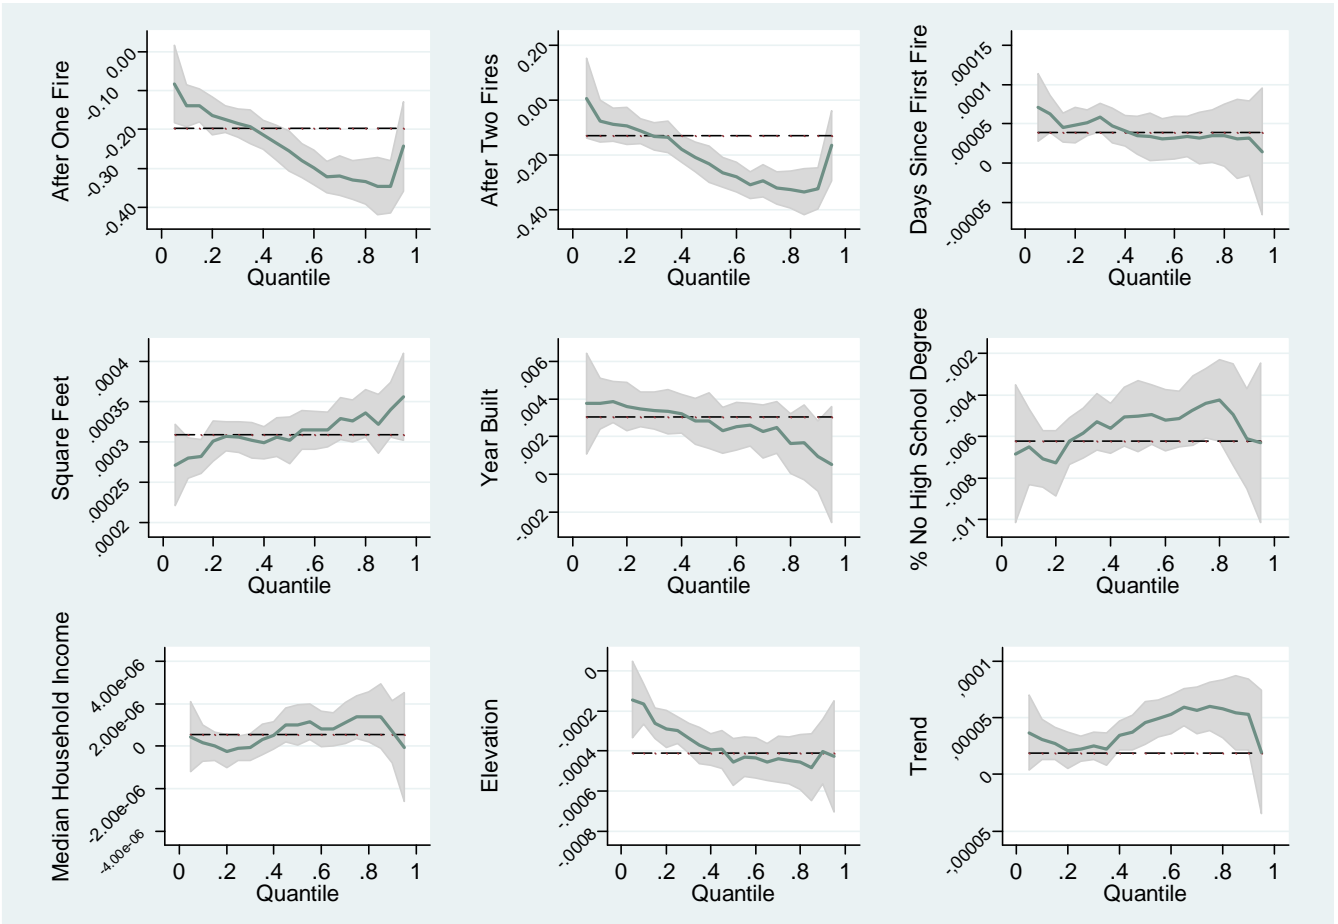 After One Fire
0.00
-0.10
-0.20
-0.30
-0.40
0 .2 .4 .6 .8 1
Quantile
After Two Fires
0.20
0.00
-0.20
-0.40
0 .2 .4 .6 .8 1
Quantile
Days Since First Fire
.00015
.0001
.00005
0
-.00005
0 .2 .4 .6 .8 1
Quantile
Square Feet
.0004
.00035
.0003
.00025
.0002
0 .2 .4 .6 .8 1
Quantile
Year Built
.006
.004
.002
0
-.002
0 .2 .4 .6 .8 1
Quantile
% No High School Degree
-.002
-.004
-.006
-.008
-.01
0 .2 .4 .6 .8 1
Quantile
Median Household Income
4.00e-06
2.00e-06
0
-2.00e-06
-4.00e-06
0 .2 .4 .6 .8 1
Quantile
Elevation
0
-.0002
-.0004
-.0006
-.0008
0 .2 .4 .6 .8 1
Quantile
Trend
.0001
.00005
0
-.00005
0 .2 .4 .6 .8 1
Quantile